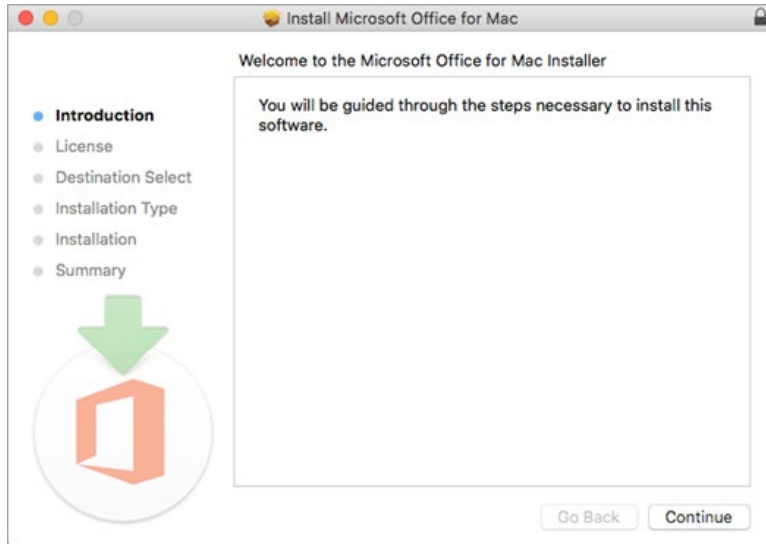 Install Microsoft Office for Mac
Welcome to the Microsoft Office for Mac Installer
Introduction
License
Destination Select
Installation Type
Installation
Summary
You will be guided through the steps necessary to install this
software.
Go Back
Continue